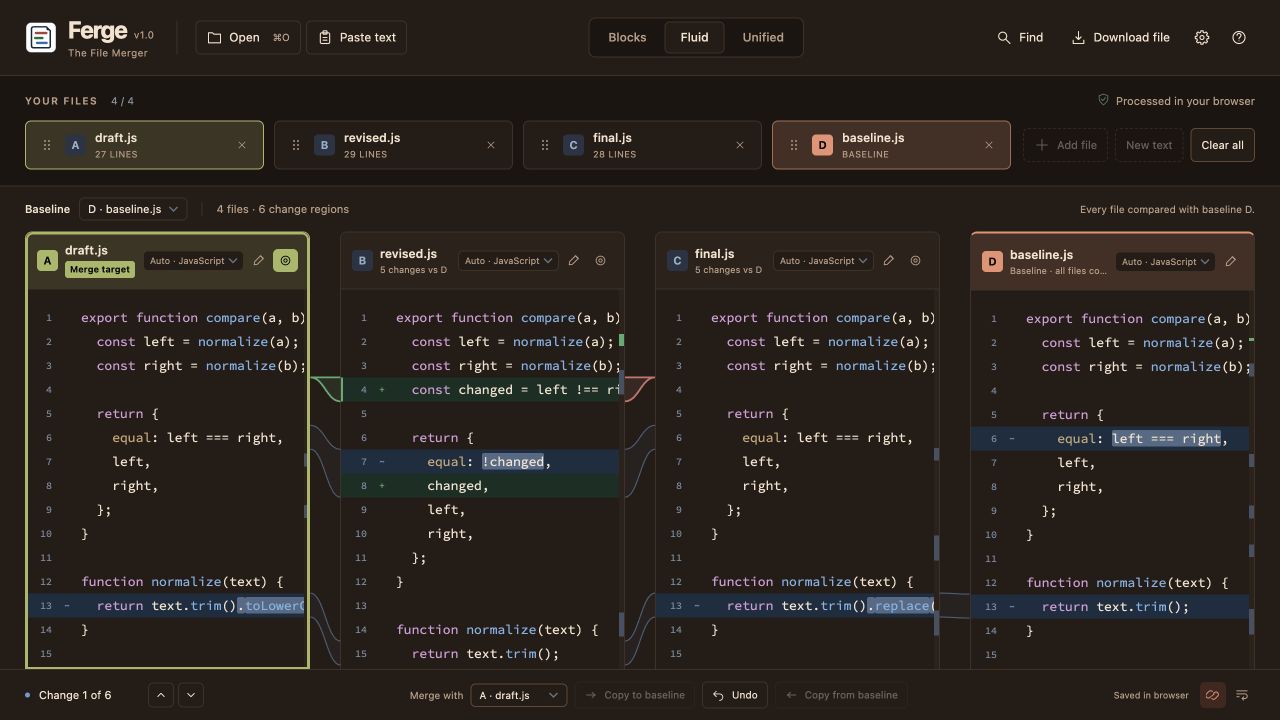 Ferge v1.0
The File Merger
Open ⌘O
Paste text
Blocks
Fluid
Unified
Find
Download file
YOUR FILES 4 / 4
Processed in your browser
A
draft.js
27 LINES
B
revised.js
29 LINES
C
final.js
28 LINES
D
baseline.js
BASELINE
Add file
New text
Clear all
Baseline
D · baseline.js
4 files · 6 change regions
Every file compared with baseline D.
A
draft.js
Merge target
Auto · JavaScript
1 export function compare(a, b)
2 const left = normalize(a);
3 const right = normalize(b);
4
5 return {
6 equal: left === right,
7 left,
8 right,
9 };
10 }
11
12 function normalize(text) {
13 − return text.trim().toLowerC
14 }
15
B
revised.js
5 changes vs D
Auto · JavaScript
1 export function compare(a, b)
2 const left = normalize(a);
3 const right = normalize(b);
4 + const changed = left !== ri
5
6 return {
7 ~ equal: !changed,
8 + changed,
9 left,
10 right,
11 };
12 }
13
14 function normalize(text) {
15 return text.trim();
C
final.js
5 changes vs D
Auto · JavaScript
1 export function compare(a, b)
2 const left = normalize(a);
3 const right = normalize(b);
4
5 return {
6 equal: left === right,
7 left,
8 right,
9 };
10 }
11
12 function normalize(text) {
13 ~ return text.trim().replace(
14 }
15
D
baseline.js
Baseline · all files co...
Auto · JavaScript
1 export function compare(a, b)
2 const left = normalize(a);
3 const right = normalize(b);
4
5 return {
6 ~ equal: left === right,
7 left,
8 right,
9 };
10 }
11
12 function normalize(text) {
13 ~ return text.trim();
14 }
15
Change 1 of 6
Merge with
A · draft.js
→ Copy to baseline
Undo
← Copy from baseline
Saved in browser